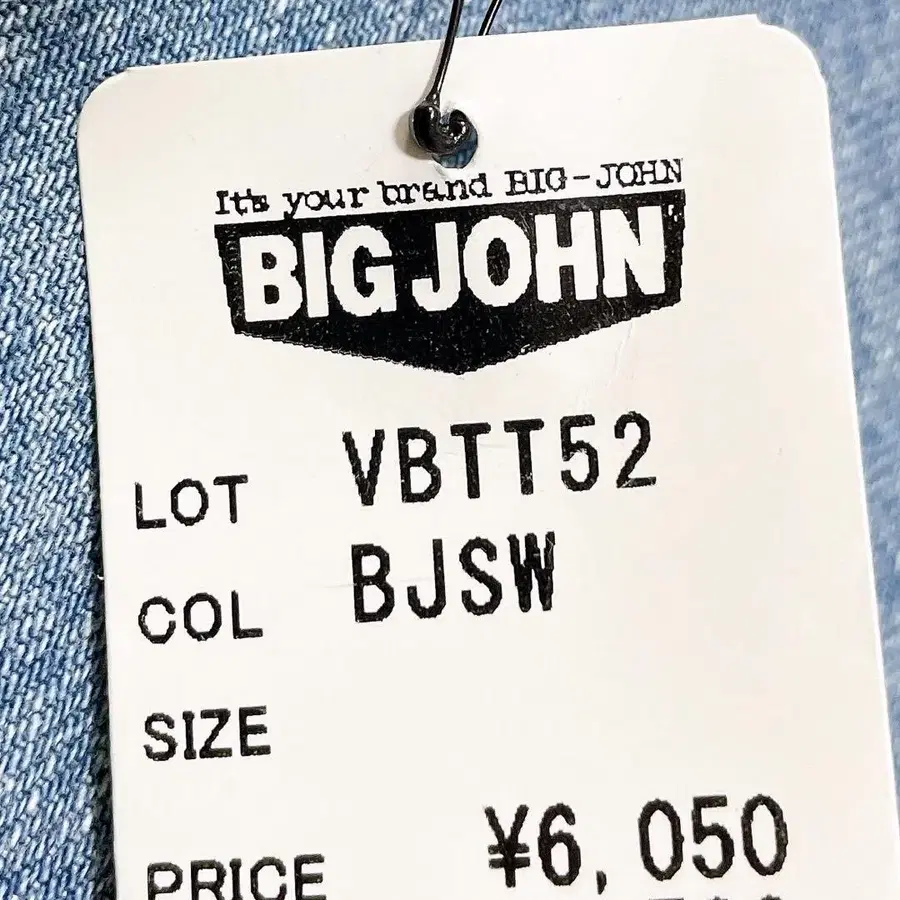 It's your brand BIG-JOHN
BIG JOHN
LOT VBTT52
COL BJSW
SIZE
PRICE ¥6,050